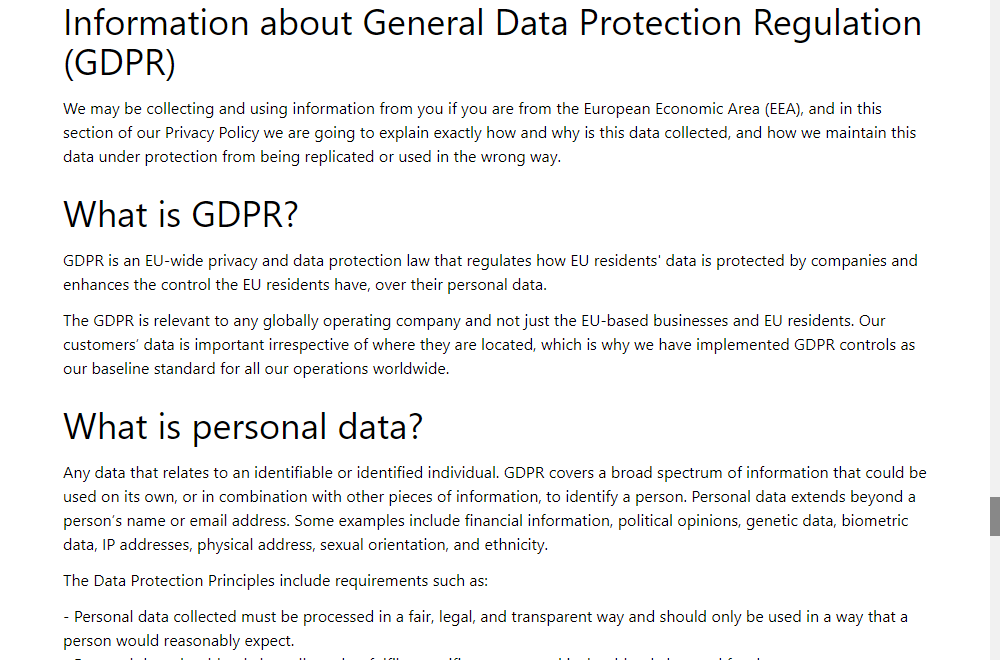 Information about General Data Protection Regulation
(GDPR)
We may be collecting and using information from you if you are from the European Economic Area (EEA), and in this
section of our Privacy Policy we are going to explain exactly how and why is this data collected, and how we maintain this
data under protection from being replicated or used in the wrong way.
What is GDPR?
GDPR is an EU-wide privacy and data protection law that regulates how EU residents' data is protected by companies and
enhances the control the EU residents have, over their personal data.
The GDPR is relevant to any globally operating company and not just the EU-based businesses and EU residents. Our
customers’ data is important irrespective of where they are located, which is why we have implemented GDPR controls as
our baseline standard for all our operations worldwide.
What is personal data?
Any data that relates to an identifiable or identified individual. GDPR covers a broad spectrum of information that could be
used on its own, or in combination with other pieces of information, to identify a person. Personal data extends beyond a
person’s name or email address. Some examples include financial information, political opinions, genetic data, biometric
data, IP addresses, physical address, sexual orientation, and ethnicity.
The Data Protection Principles include requirements such as:
- Personal data collected must be processed in a fair, legal, and transparent way and should only be used in a way that a
person would reasonably expect.